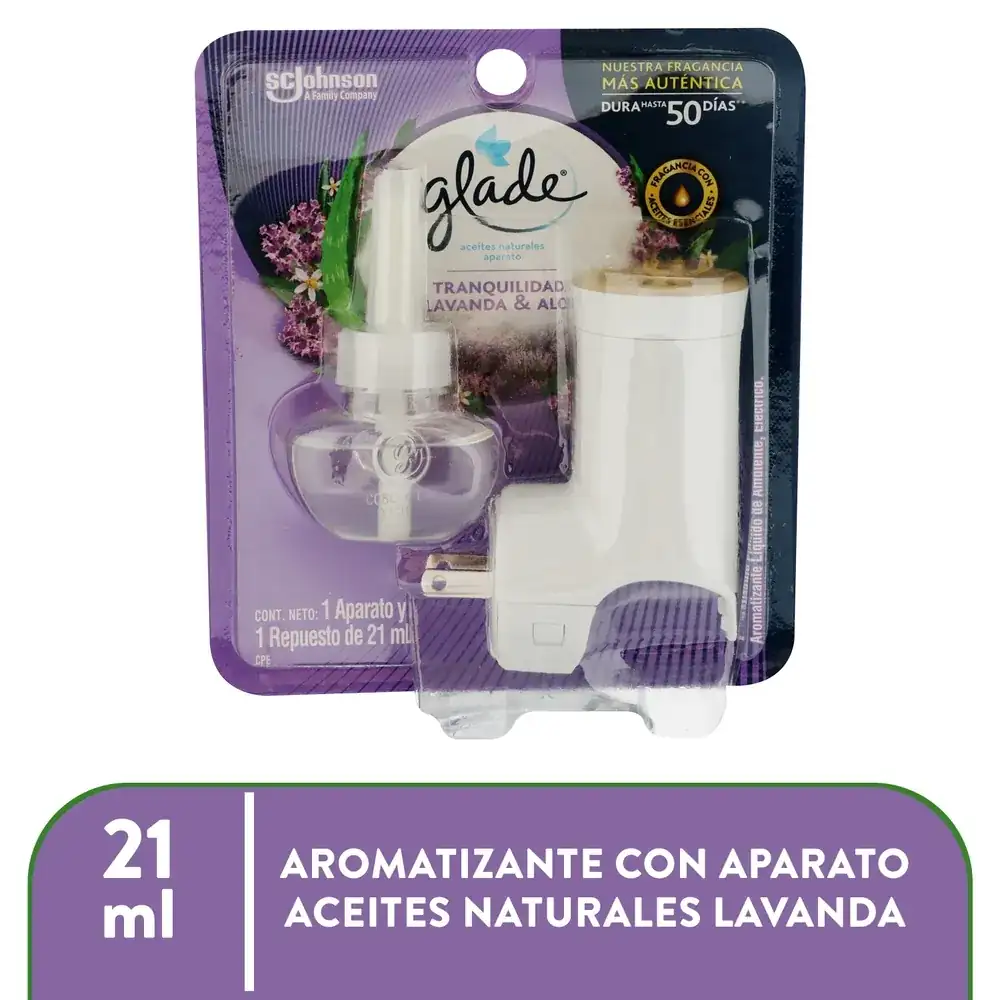 SCJohnson
A Family Company
NUESTRA FRAGANCIA
MÁS AUTÉNTICA
DURA HASTA 50 DÍAS**
FRAGANCIA CON
ACEITES ESENCIALES
glade®
aceites naturales
aparato
TRANQUILIDAD
LAVANDA & ALO
CONT. NETO: 1 Aparato y
1 Repuesto de 21 mL
CPE
Aromatizante Líquido de Ambiente, Eléctrico.
21
ml
AROMATIZANTE CON APARATO
ACEITES NATURALES LAVANDA